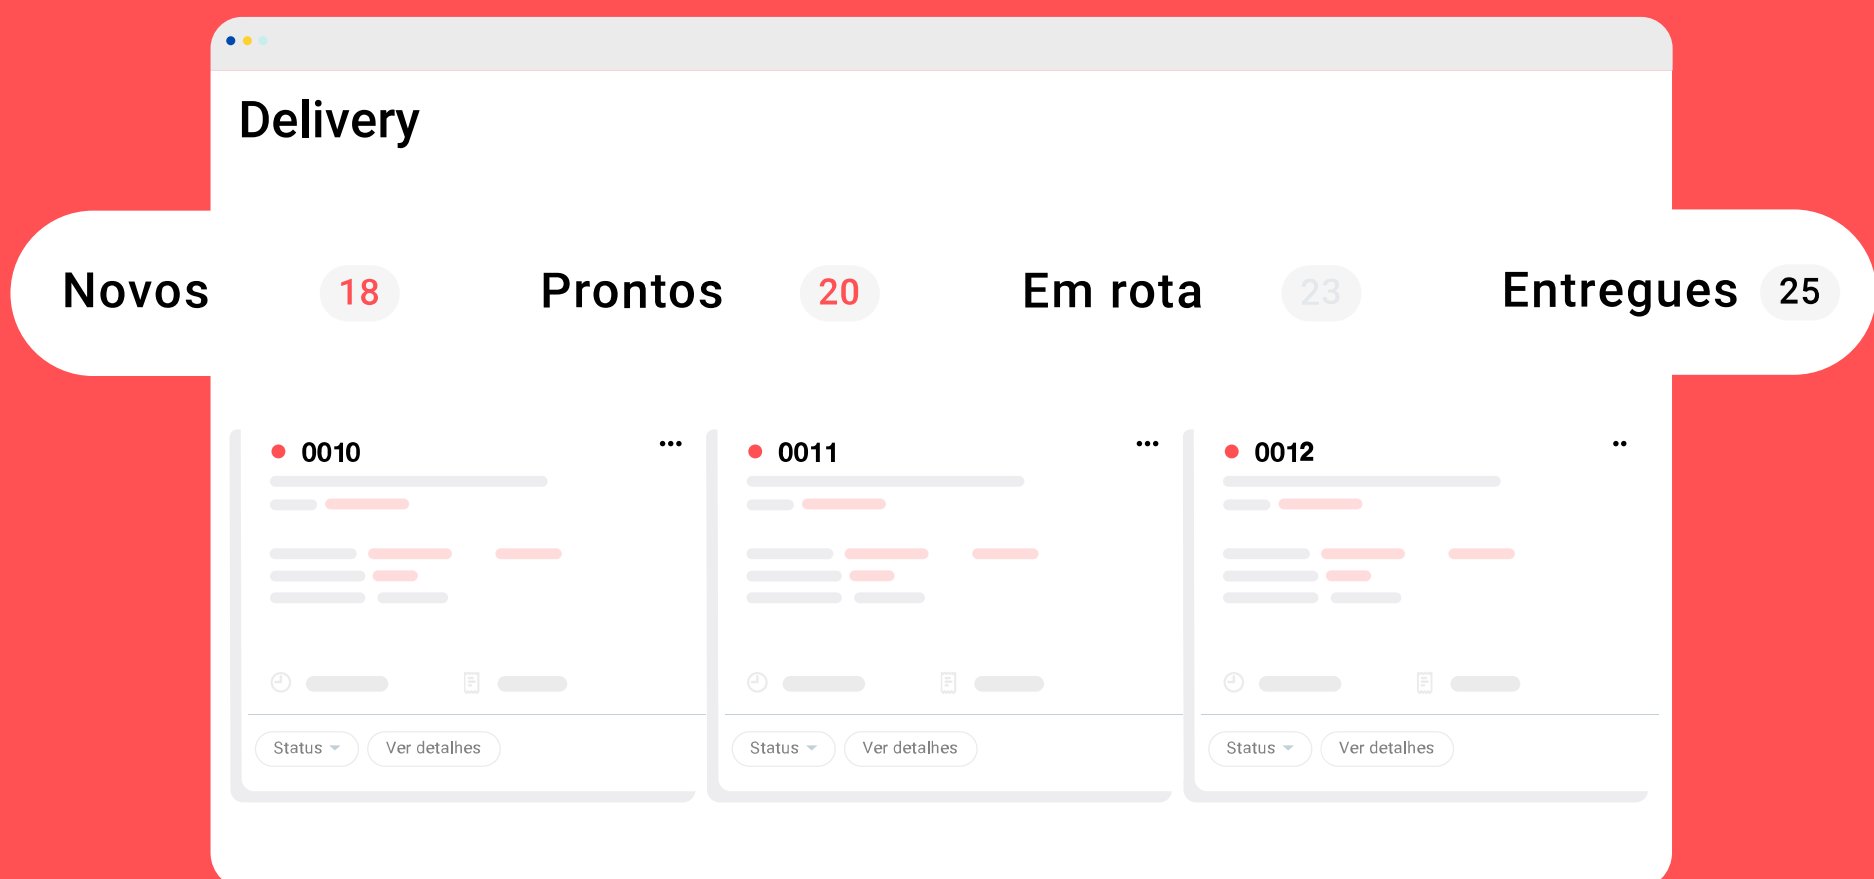 Delivery
Novos 18 Prontos 20 Em rota 23 Entregues 25
0010 0011 0012
Status Ver detalhes Status Ver detalhes Status Ver detalhes